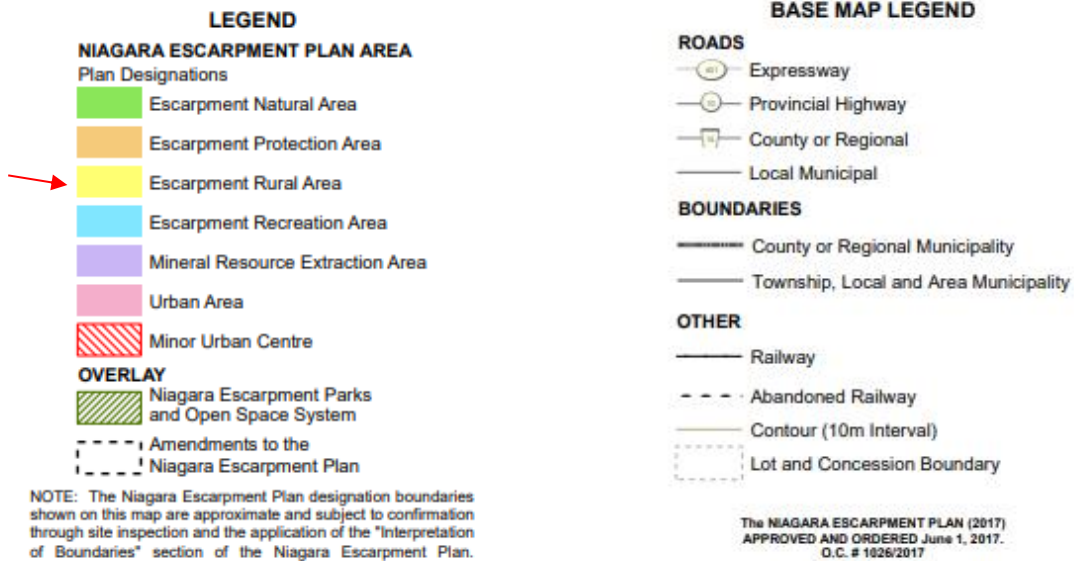 LEGEND
NIAGARA ESCARPMENT PLAN AREA
Plan Designations
Escarpment Natural Area
Escarpment Protection Area
Escarpment Rural Area
Escarpment Recreation Area
Mineral Resource Extraction Area
Urban Area
Minor Urban Centre
OVERLAY
Niagara Escarpment Parks
and Open Space System
Amendments to the
Niagara Escarpment Plan
NOTE: The Niagara Escarpment Plan designation boundaries
shown on this map are approximate and subject to confirmation
through site inspection and the application of the "Interpretation
of Boundaries" section of the Niagara Escarpment Plan.
BASE MAP LEGEND
ROADS
Expressway
Provincial Highway
County or Regional
Local Municipal
BOUNDARIES
County or Regional Municipality
Township, Local and Area Municipality
OTHER
Railway
Abandoned Railway
Contour (10m Interval)
Lot and Concession Boundary
The NIAGARA ESCARPMENT PLAN (2017)
APPROVED AND ORDERED June 1, 2017.
O.C. # 1026/2017